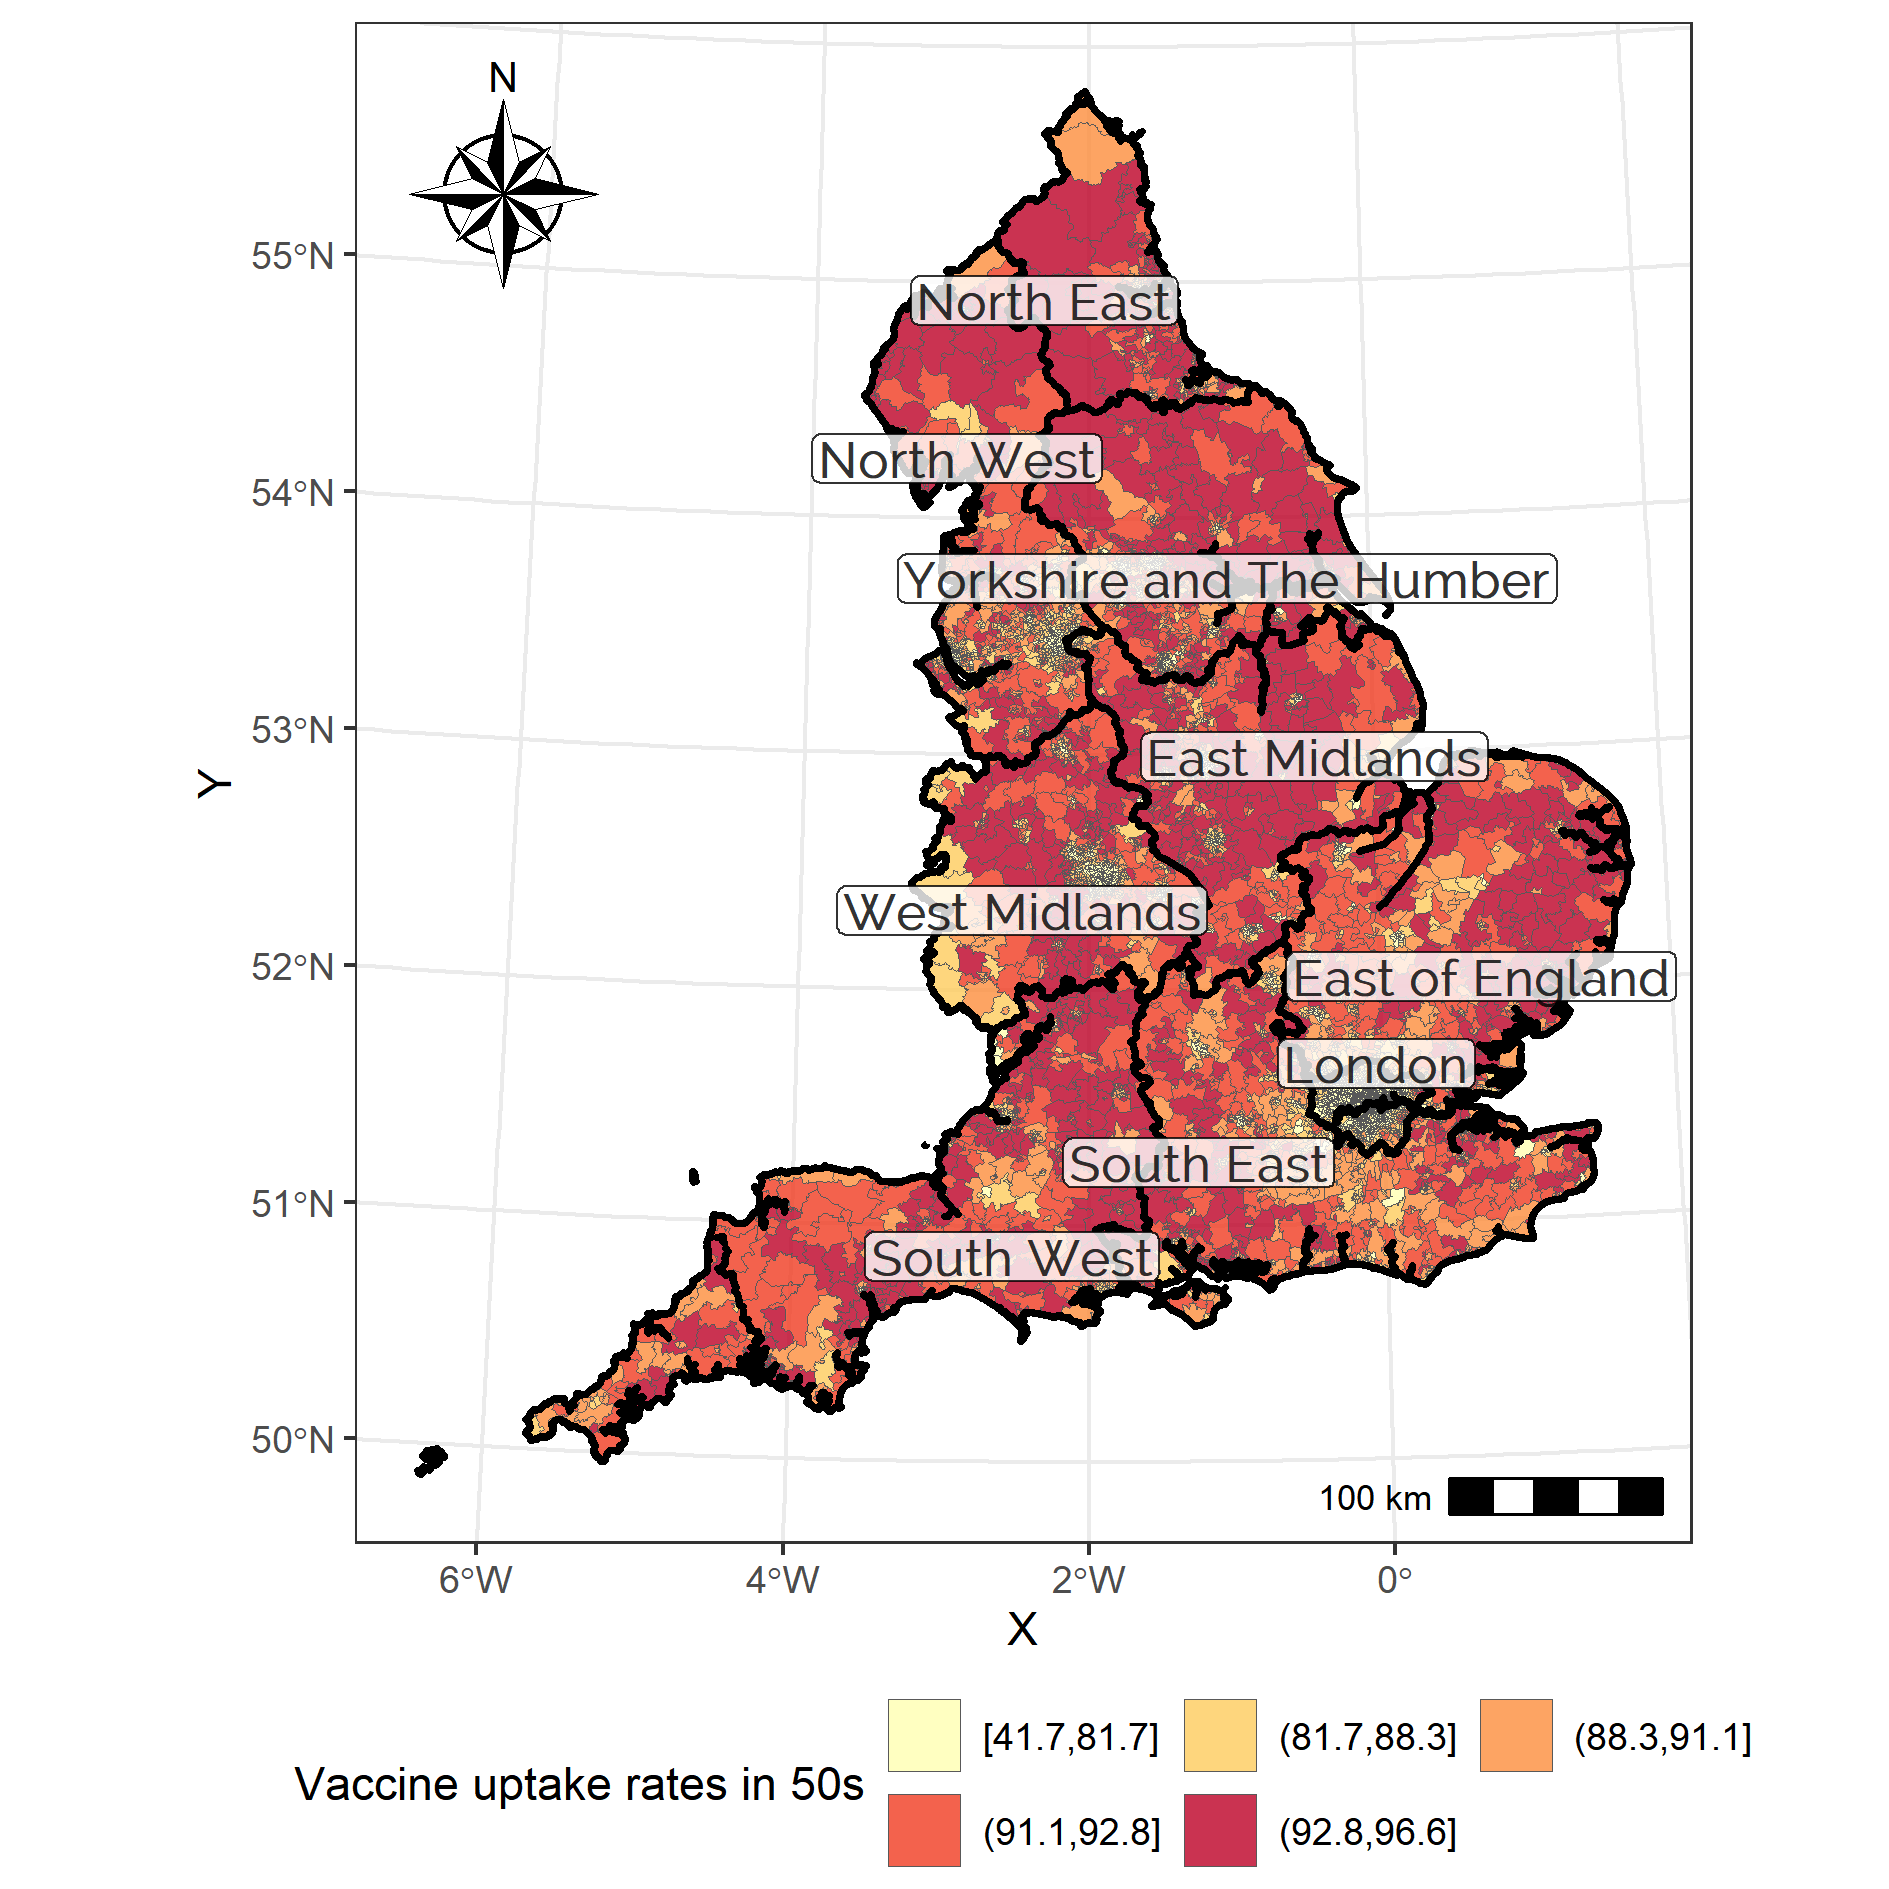 N
55°N
54°N
53°N
52°N
51°N
50°N
Y
North East
North West
Yorkshire and The Humber
East Midlands
West Midlands
East of England
London
South East
South West
100 km
6°W
4°W
2°W
0°
X
Vaccine uptake rates in 50s
[41.7,81.7]
(81.7,88.3]
(88.3,91.1]
(91.1,92.8]
(92.8,96.6]